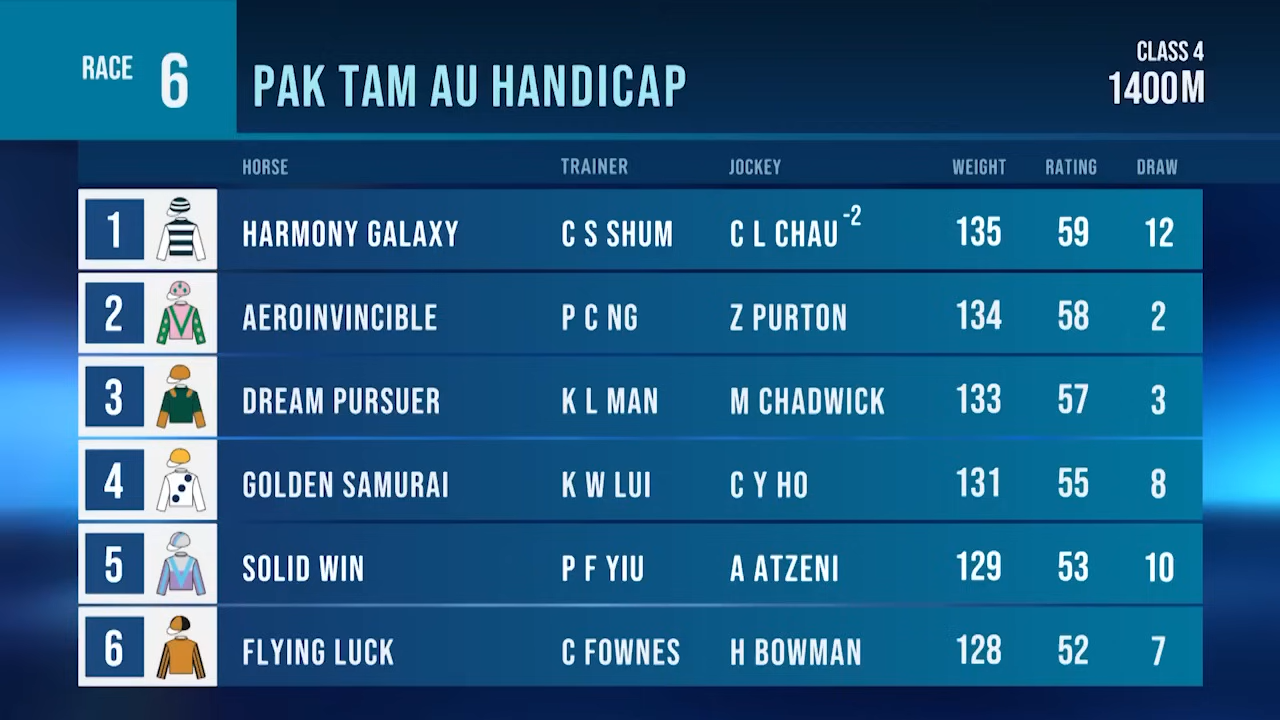 RACE 6
PAK TAM AU HANDICAP
CLASS 4
1400M
HORSE TRAINER JOCKEY WEIGHT RATING DRAW
1 HARMONY GALAXY C S SHUM C L CHAU -2 135 59 12
2 AEROINVINCIBLE P C NG Z PURTON 134 58 2
3 DREAM PURSUER K L MAN M CHADWICK 133 57 3
4 GOLDEN SAMURAI K W LUI C Y HO 131 55 8
5 SOLID WIN P F YIU A ATZENI 129 53 10
6 FLYING LUCK C FOWNES H BOWMAN 128 52 7